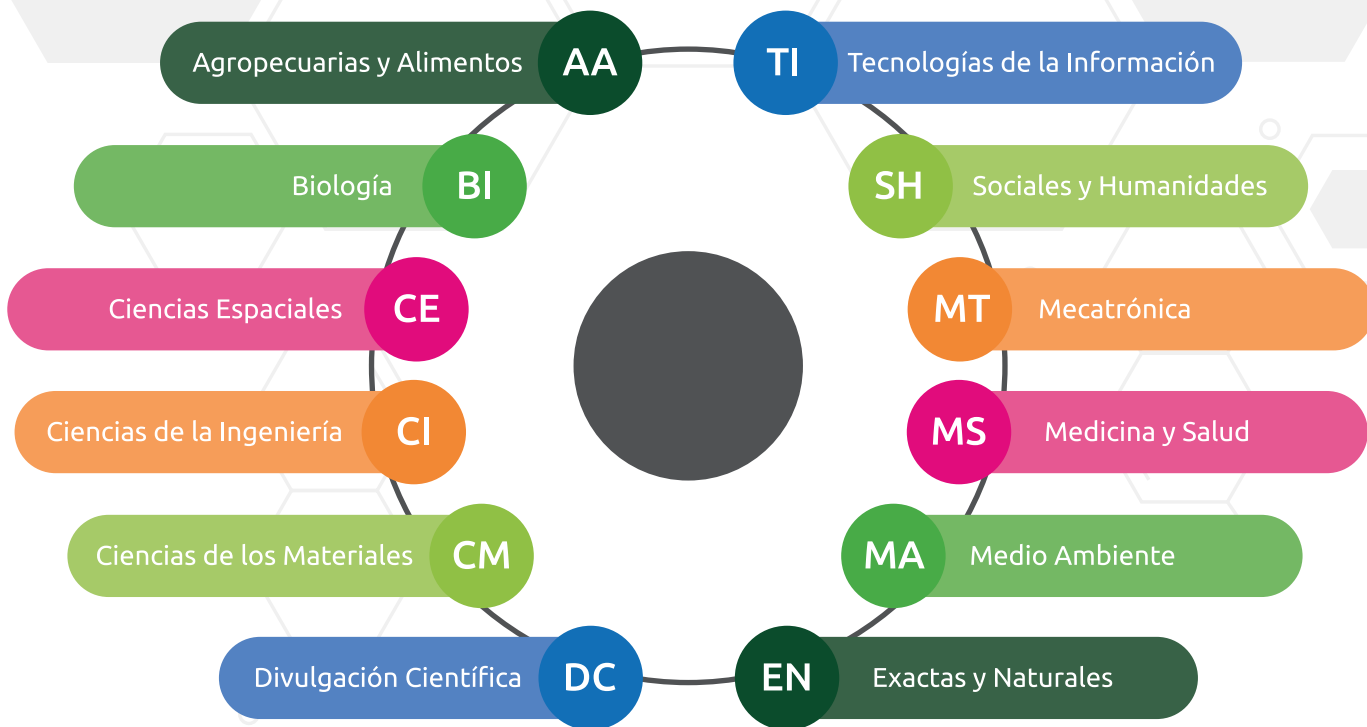 Agropecuarias y Alimentos AA
Biología BI
Ciencias Espaciales CE
Ciencias de la Ingeniería CI
Ciencias de los Materiales CM
Divulgación Científica DC
TI Tecnologías de la Información
SH Sociales y Humanidades
MT Mecatrónica
MS Medicina y Salud
MA Medio Ambiente
EN Exactas y Naturales